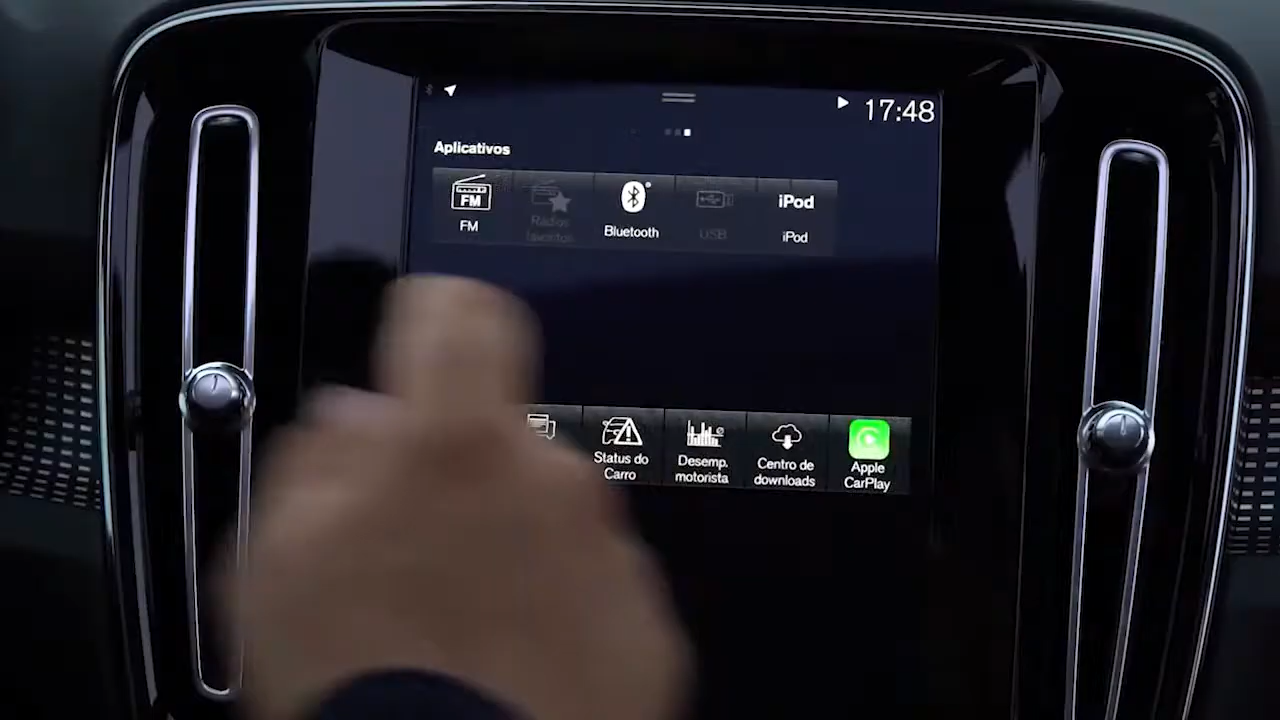 17:48
Aplicativos
FM
FM
Rádios
favoritos
Bluetooth
USB
iPod
iPod
Status do
Carro
Desemp.
motorista
Centro de
downloads
Apple
CarPlay